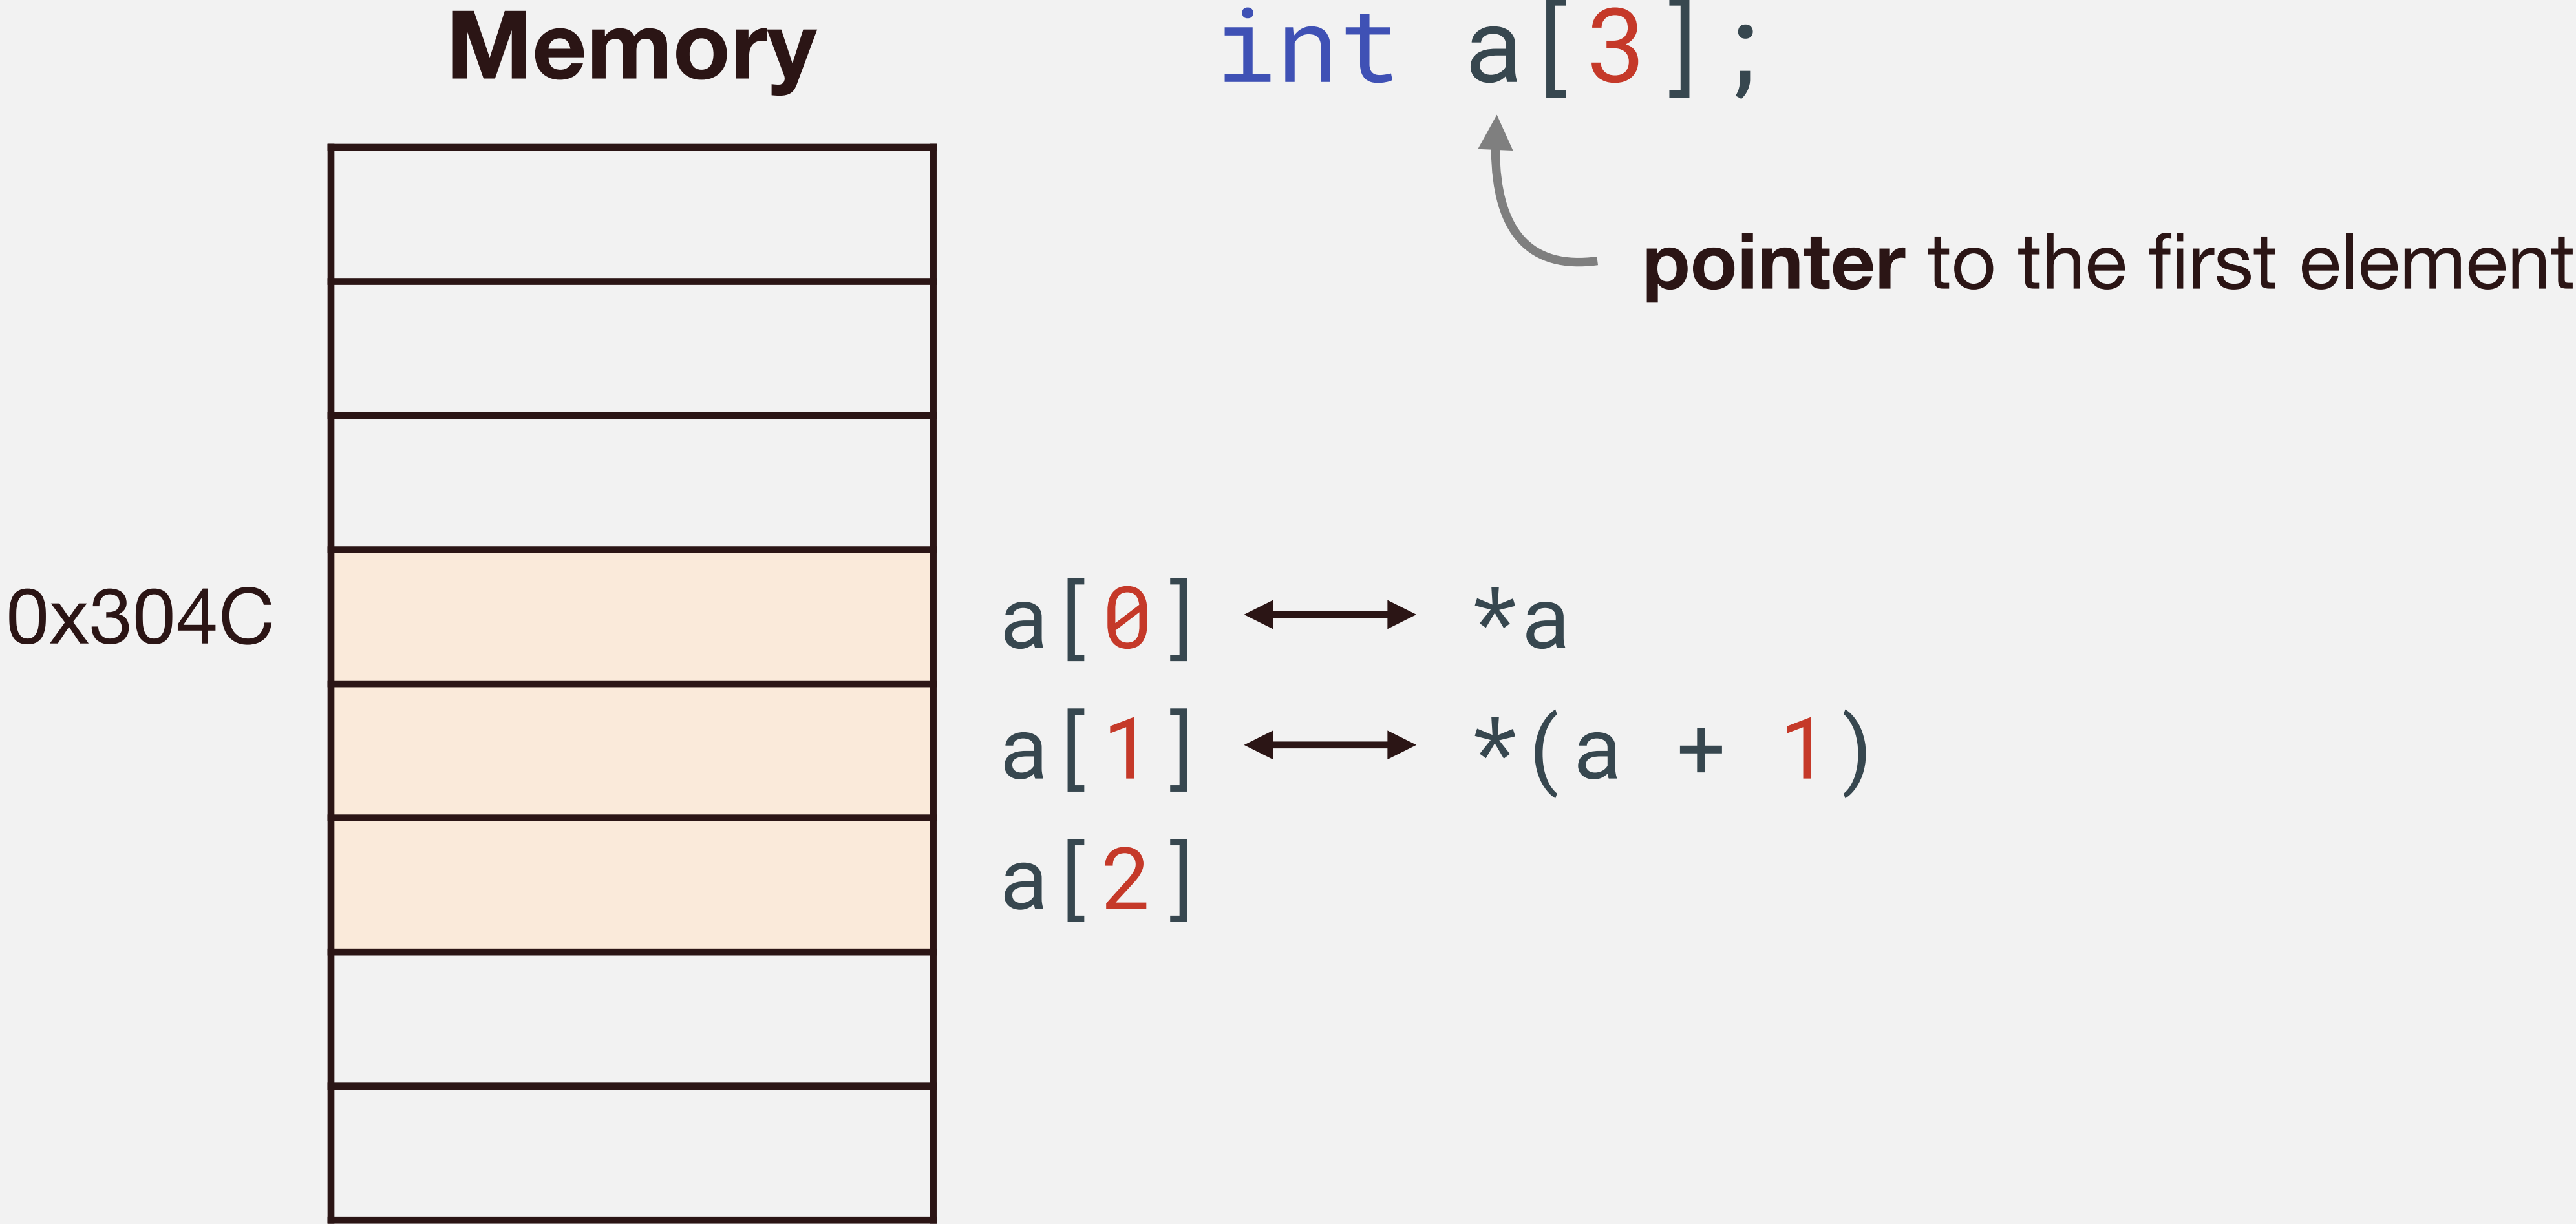 Memory
int a[3];
pointer to the first element
0x304C
a[0]
*a
a[1]
*(a + 1)
a[2]